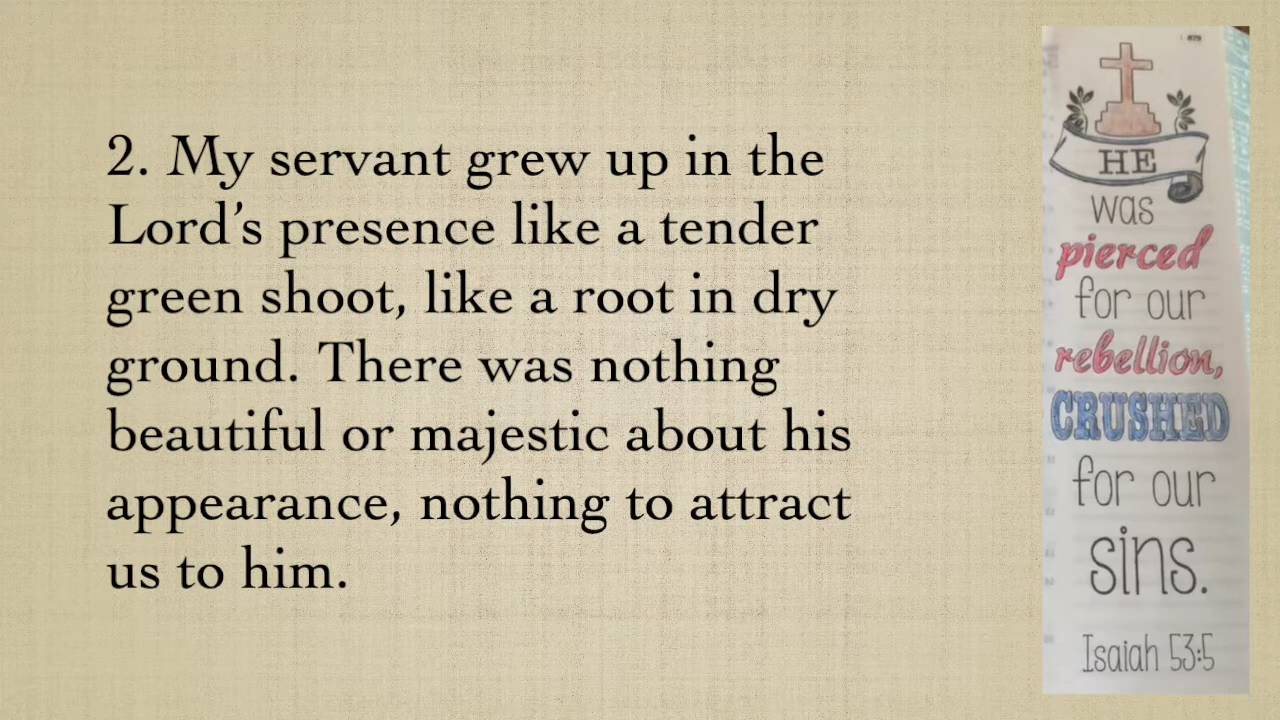 2. My servant grew up in the
Lord’s presence like a tender
green shoot, like a root in dry
ground. There was nothing
beautiful or majestic about his
appearance, nothing to attract
us to him.
HE
was
pierced
for our
rebellion,
CRUSHED
for our
sins.
Isaiah 53:5